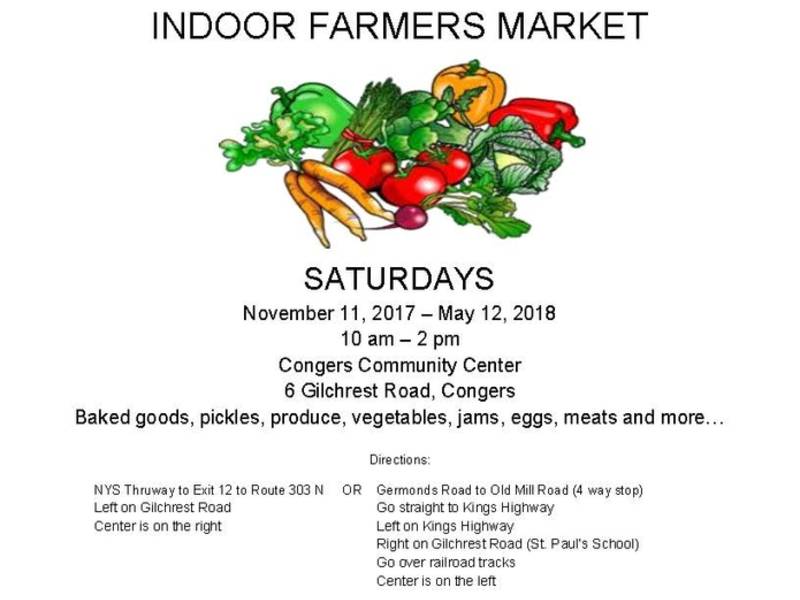 INDOOR FARMERS MARKET
SATURDAYS
November 11, 2017 – May 12, 2018
10 am – 2 pm
Congers Community Center
6 Gilchrest Road, Congers
Baked goods, pickles, produce, vegetables, jams, eggs, meats and more…
Directions:
NYS Thruway to Exit 12 to Route 303 N
Left on Gilchrest Road
Center is on the right
OR
Germonds Road to Old Mill Road (4 way stop)
Go straight to Kings Highway
Left on Kings Highway
Right on Gilchrest Road (St. Paul's School)
Go over railroad tracks
Center is on the left